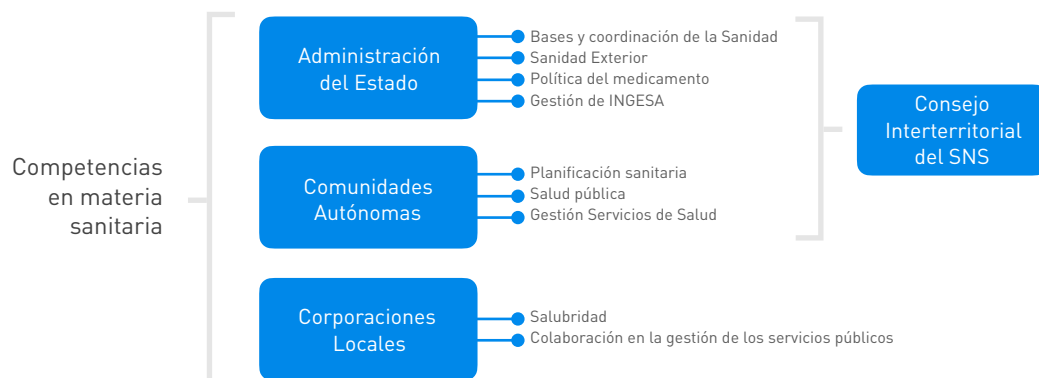 Competencias
en materia
sanitaria
Administración
del Estado
Bases y coordinación de la Sanidad
Sanidad Exterior
Política del medicamento
Gestión de INGESA
Comunidades
Autónomas
Planificación sanitaria
Salud pública
Gestión Servicios de Salud
Consejo
Interterritorial
del SNS
Corporaciones
Locales
Salubridad
Colaboración en la gestión de los servicios públicos